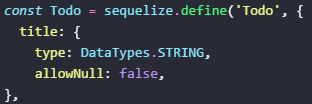 const Todo = sequelize.define('Todo', {
  title: {
    type: DataTypes.STRING,
    allowNull: false,
},